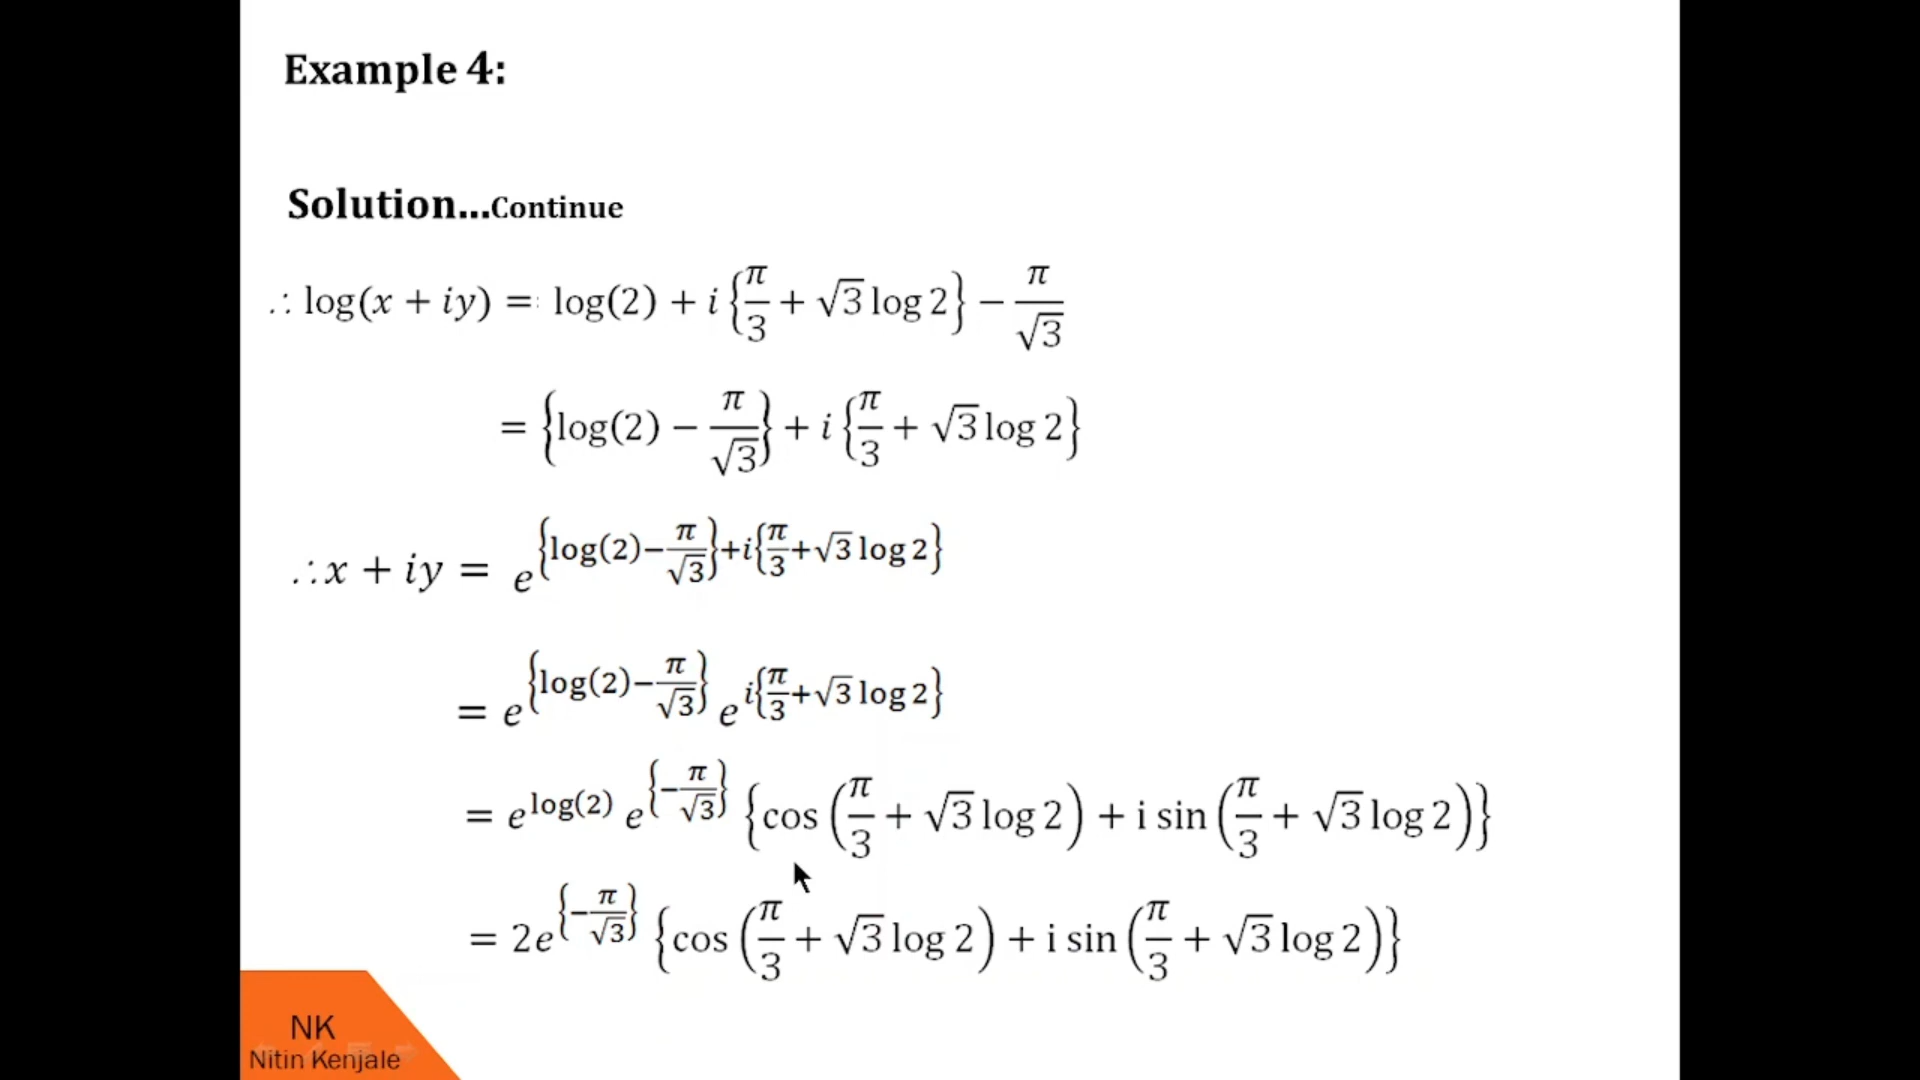 Example 4:
Solution...Continue
∴ log(x + iy) = log(2) + i {π/3 + √3 log 2} − π/√3
= {log(2) − π/√3} + i {π/3 + √3 log 2}
∴ x + iy = e^{log(2)−π/√3}+i{π/3+√3 log 2}
= e^{log(2)−π/√3} e^i{π/3+√3 log 2}
= e^log(2) e^{−π/√3} {cos (π/3 + √3 log 2) + i sin (π/3 + √3 log 2)}
= 2e^{−π/√3} {cos (π/3 + √3 log 2) + i sin (π/3 + √3 log 2)}
NK
Nitin Kenjale